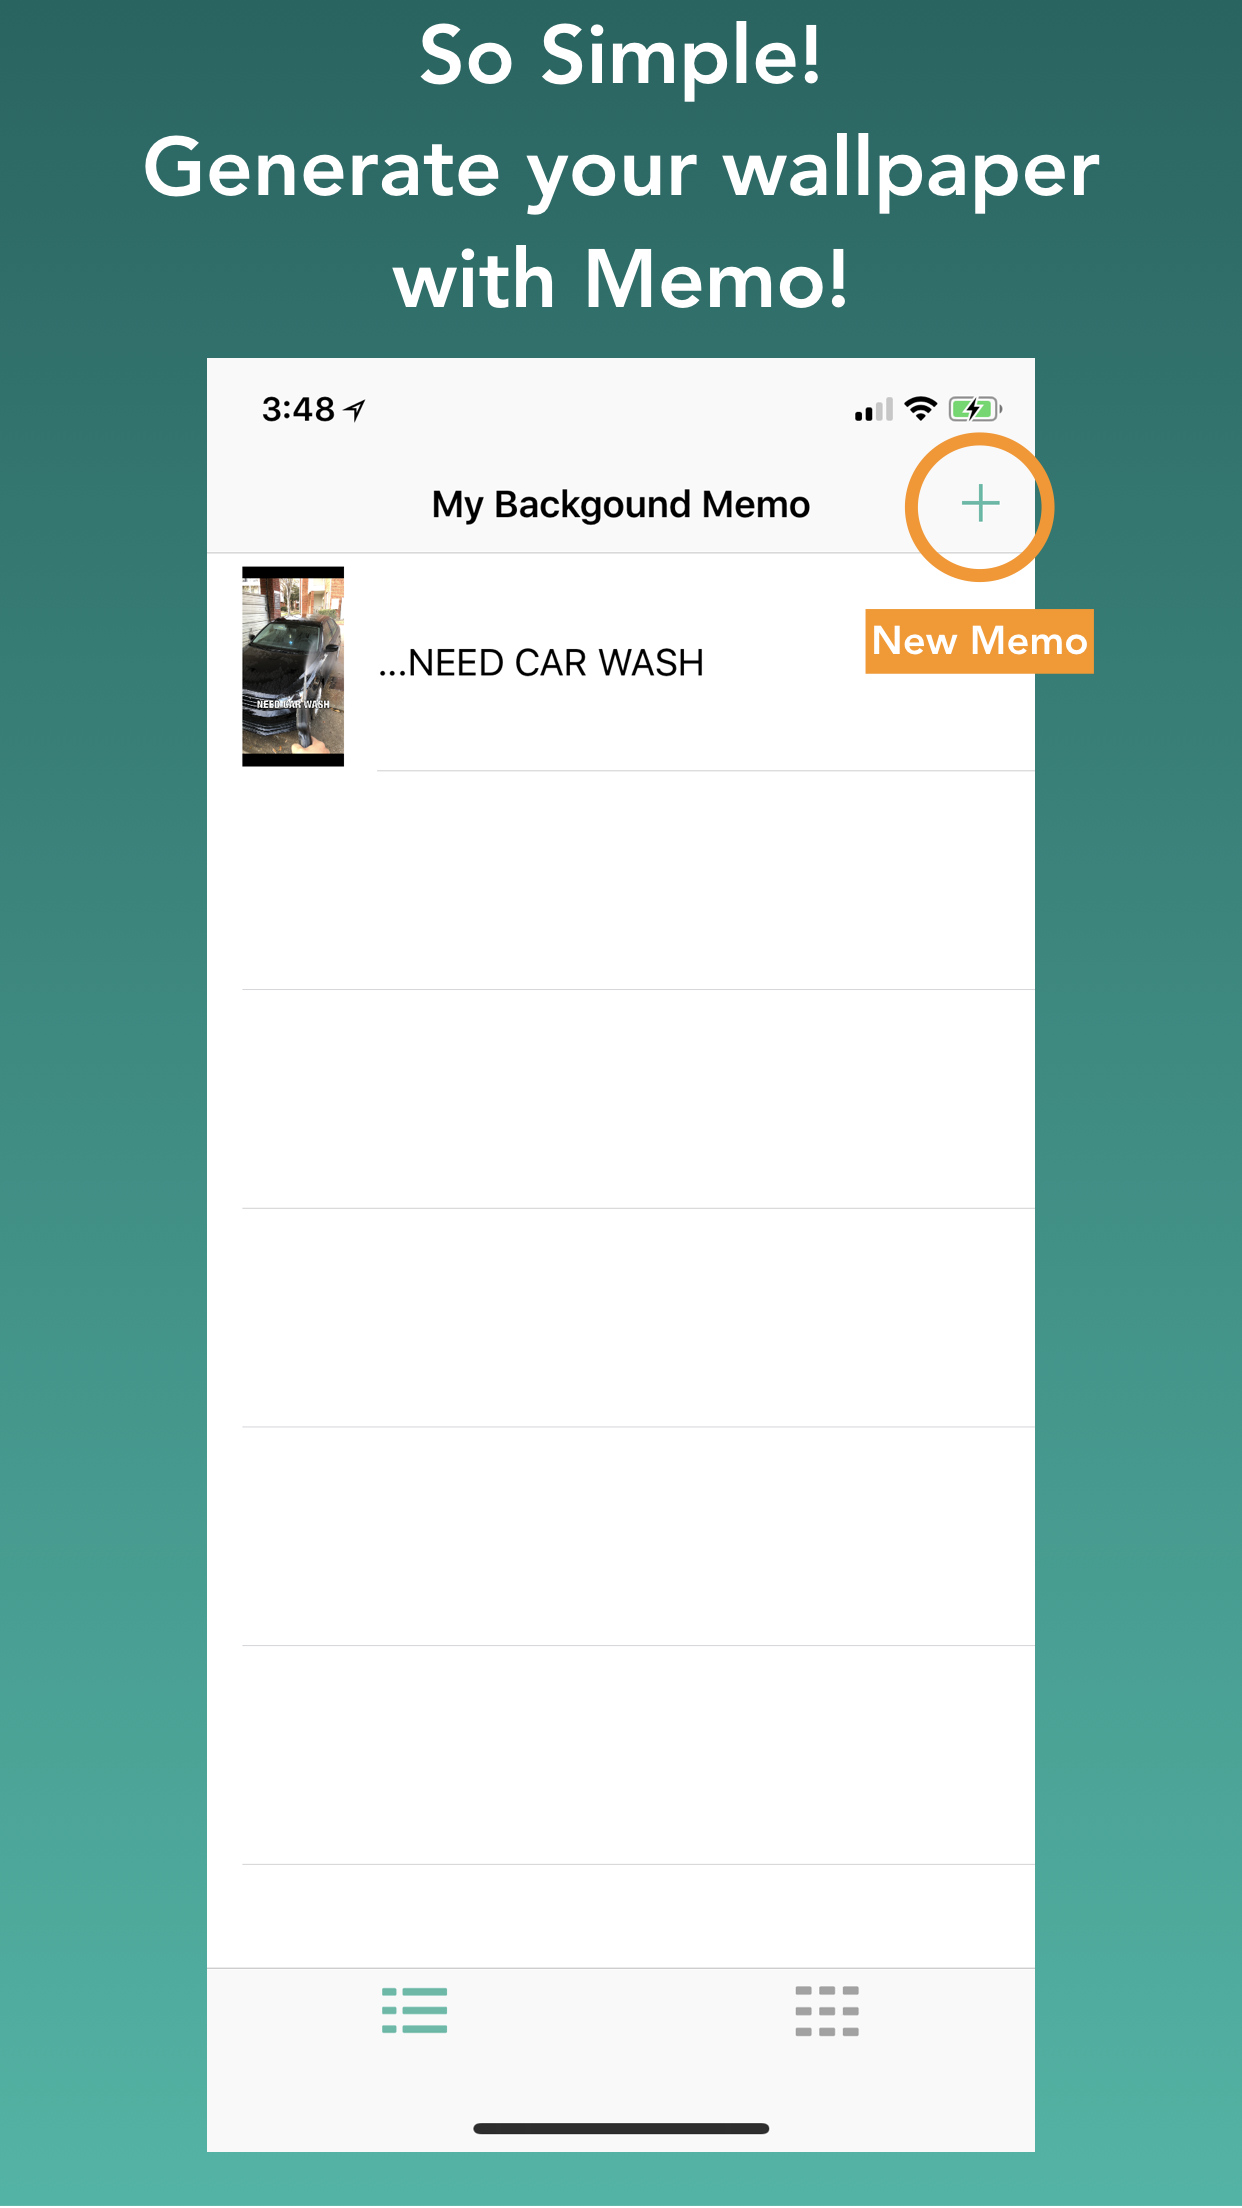 So Simple!
Generate your wallpaper
with Memo!
3:48
My Backgound Memo
New Memo
...NEED CAR WASH
NEED CAR WASH